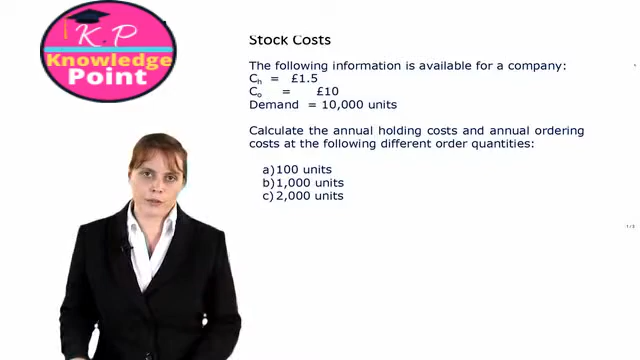 K.P
Knowledge
Point
Stock Costs
The following information is available for a company:
Ch = £1.5
Co = £10
Demand = 10,000 units
Calculate the annual holding costs and annual ordering
costs at the following different order quantities:
a) 100 units
b) 1,000 units
c) 2,000 units